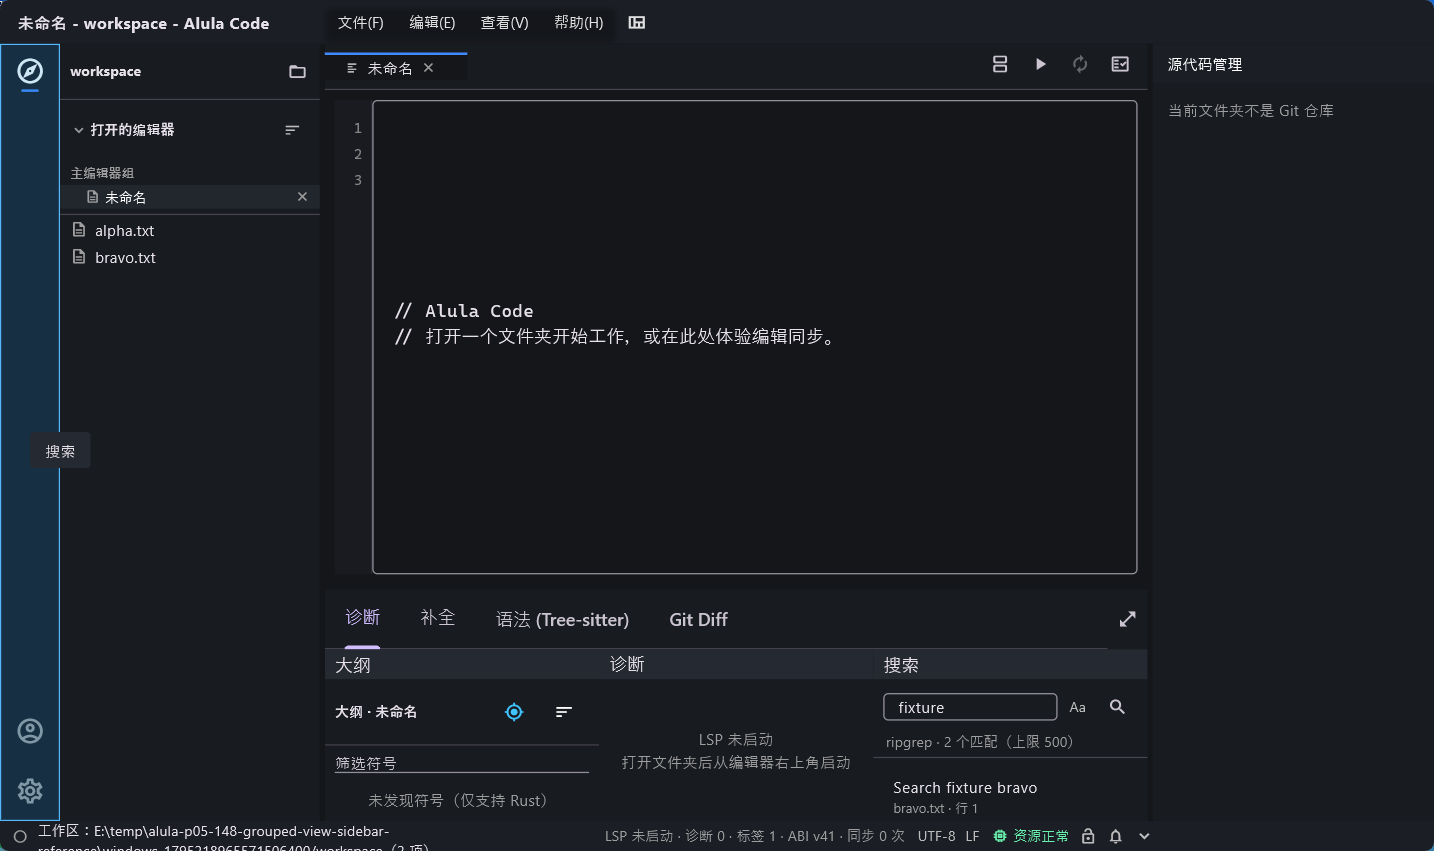 未命名 - workspace - Alula Code
文件(F) 编辑(E) 查看(V) 帮助(H)
workspace
打开的编辑器
主编辑器组
未命名
alpha.txt
bravo.txt
搜索
未命名
1
2
3
// Alula Code
// 打开一个文件夹开始工作，或在此处体验编辑同步。
源代码管理
当前文件夹不是 Git 仓库
诊断 补全 语法 (Tree-sitter) Git Diff
大纲
大纲 · 未命名
筛选符号
未发现符号（仅支持 Rust）
诊断
LSP 未启动
打开文件夹后从编辑器右上角启动
搜索
fixture Aa
ripgrep · 2 个匹配（上限 500）
Search fixture bravo
bravo.txt · 行 1
工作区：E:\temp\alula-p05-148-grouped-view-sidebar-
reference\windows-1795218965571506400/workspace（2 项）
LSP 未启动 · 诊断 0 · 标签 1 · ABI v41 · 同步 0 次 UTF-8 LF 资源正常